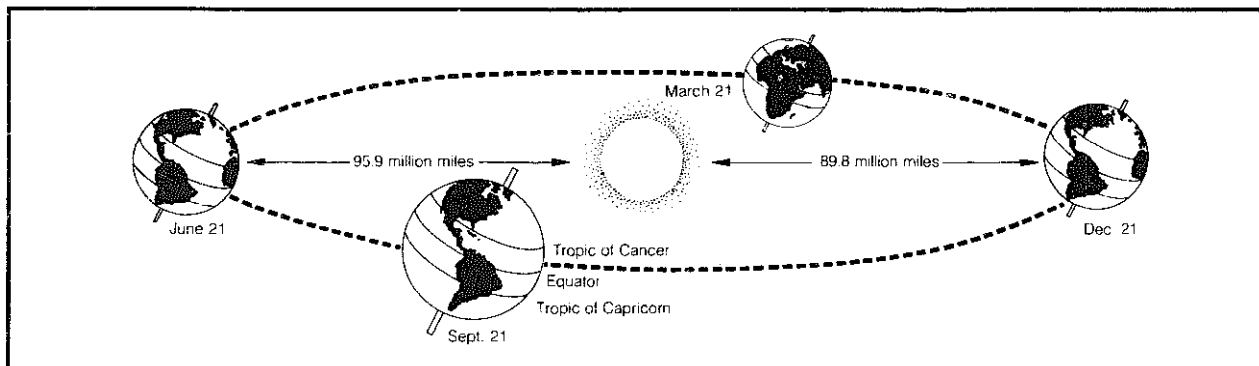 March 21
95.9 million miles
89.8 million miles
June 21
Dec. 21
Tropic of Cancer
Equator
Tropic of Capricorn
Sept. 21